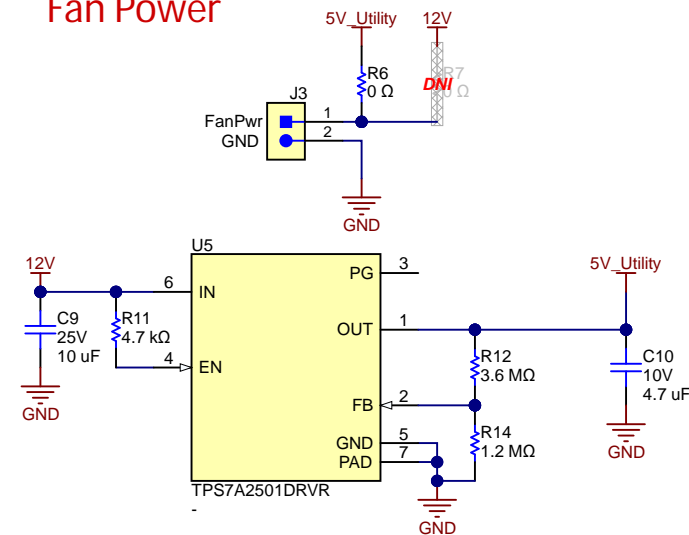 Fan Power
5V_Utility
12V
R6
0 Ω
R7
0 Ω
DNI
J3
FanPwr
GND
1
2
GND
U5
12V
5V_Utility
6
IN
PG
3
C9
25V
10 uF
R11
4.7 kΩ
OUT
1
4
EN
R12
3.6 MΩ
C10
10V
4.7 uF
FB
2
GND
5
PAD
7
R14
1.2 MΩ
GND
GND
TPS7A2501DRVR
-
GND